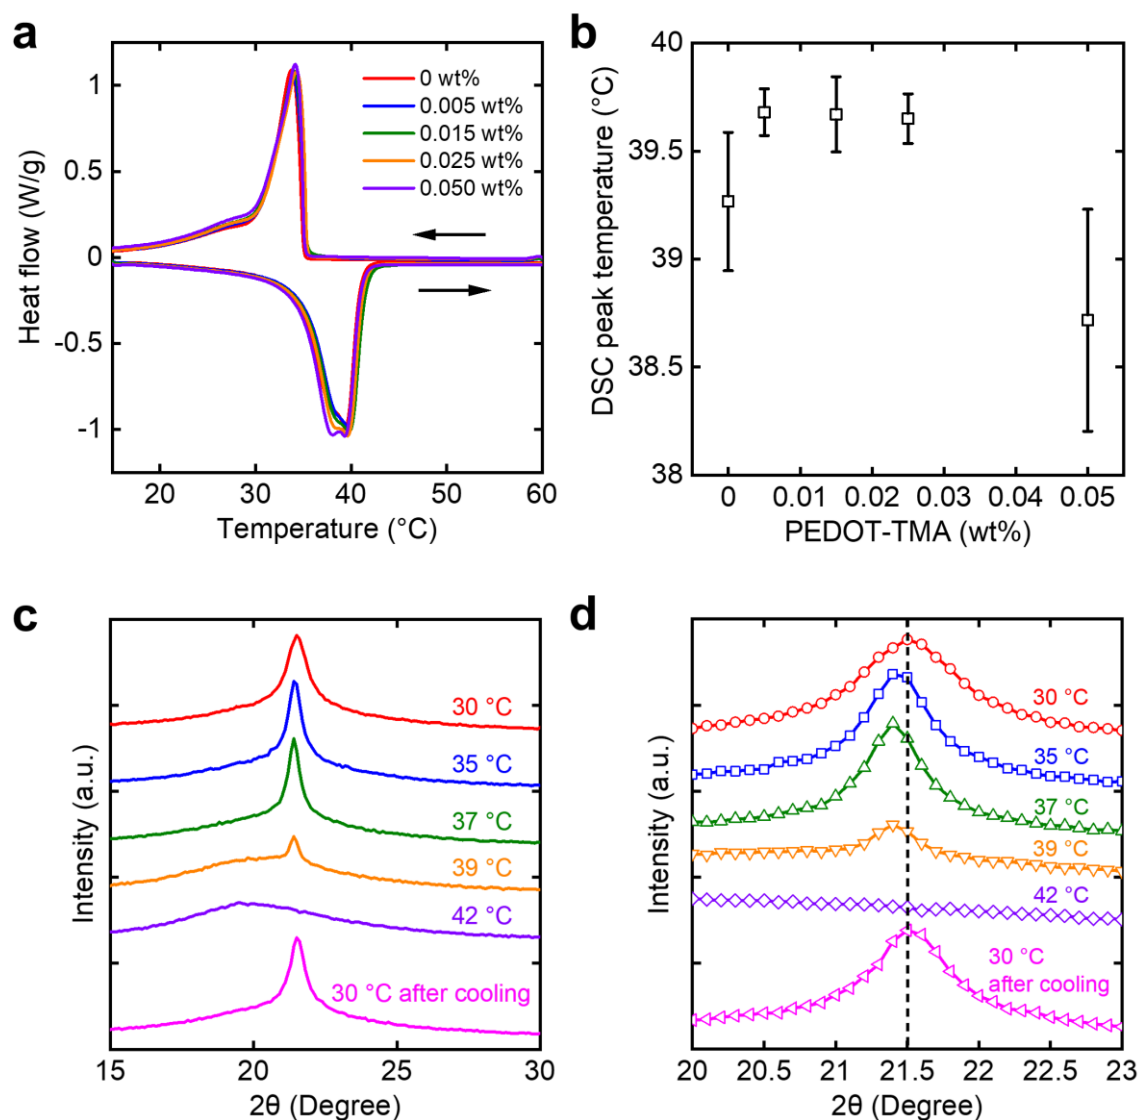 a
1
0.5
0
-0.5
-1
Heat flow (W/g)
0 wt%
0.005 wt%
0.015 wt%
0.025 wt%
0.050 wt%
20 30 40 50 60
Temperature (°C)
b
40
39.5
39
38.5
38
DSC peak temperature (°C)
0 0.01 0.02 0.03 0.04 0.05
PEDOT-TMA (wt%)
c
Intensity (a.u.)
30 °C
35 °C
37 °C
39 °C
42 °C
30 °C after cooling
15 20 25 30
2θ (Degree)
d
Intensity (a.u.)
30 °C
35 °C
37 °C
39 °C
42 °C
30 °C
after cooling
20 20.5 21 21.5 22 22.5 23
2θ (Degree)